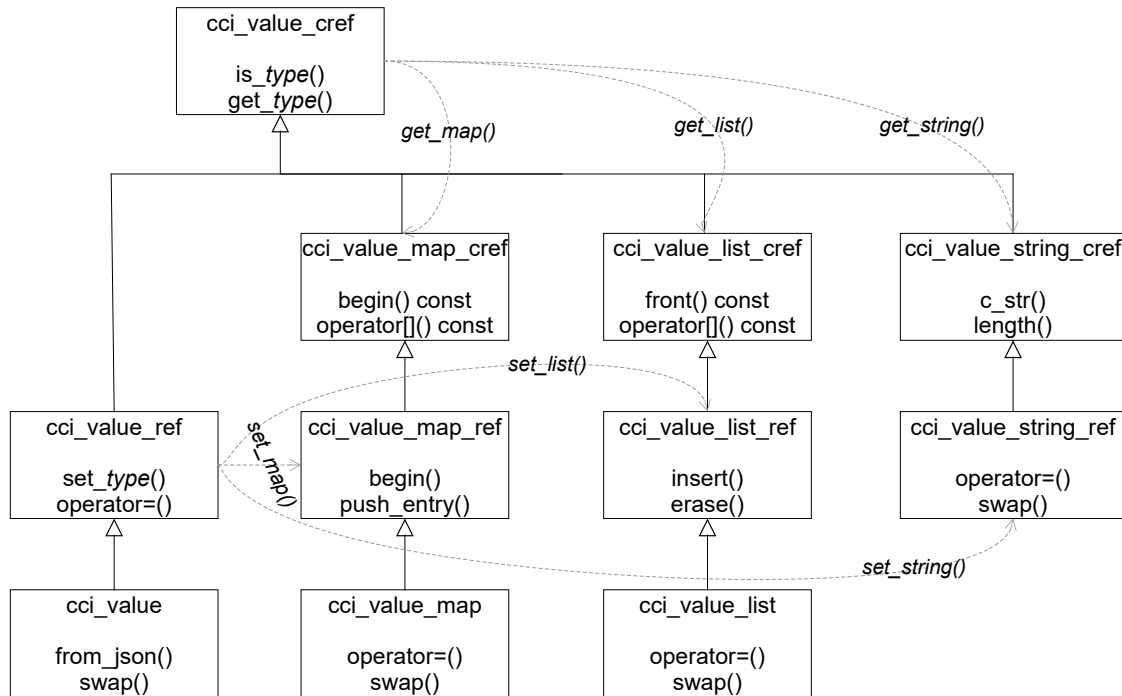 cci_value_cref
is_type()
get_type()
get_map()
get_list()
get_string()
cci_value_map_cref
begin() const
operator[]() const
cci_value_list_cref
front() const
operator[]() const
cci_value_string_cref
c_str()
length()
set_list()
cci_value_ref
set_type()
operator=()
set_map()
cci_value_map_ref
begin()
push_entry()
cci_value_list_ref
insert()
erase()
cci_value_string_ref
operator=()
swap()
set_string()
cci_value
from_json()
swap()
cci_value_map
operator=()
swap()
cci_value_list
operator=()
swap()